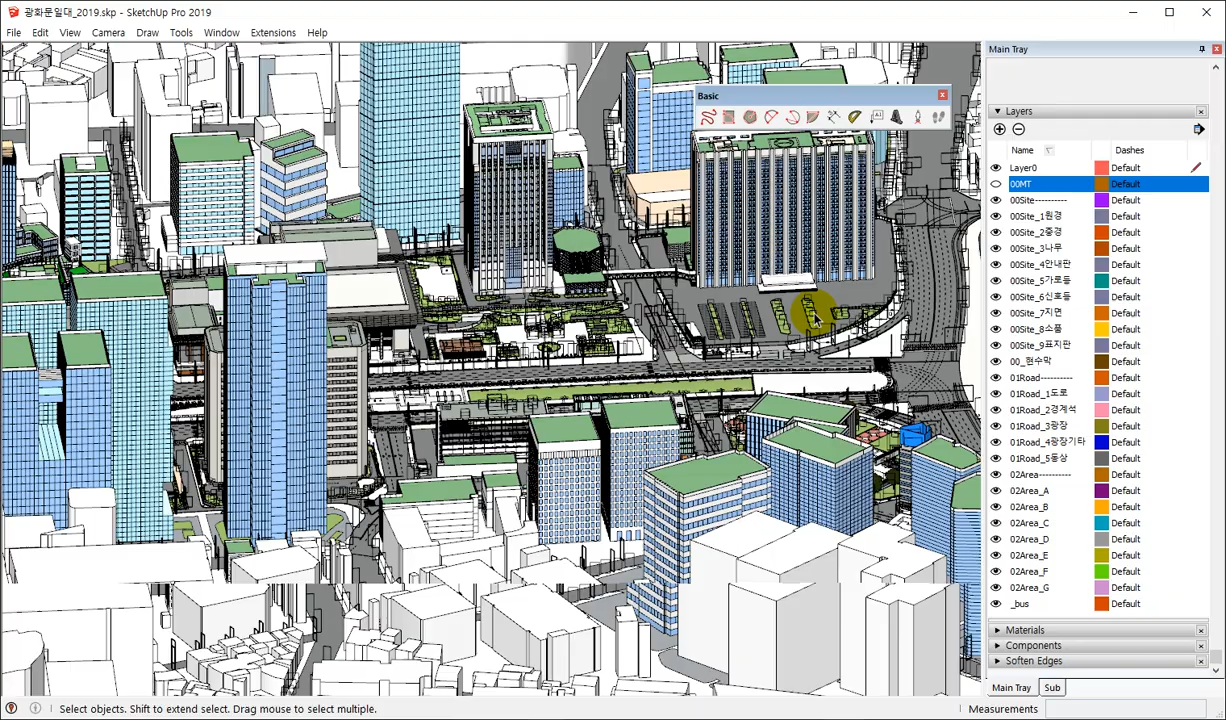 광화문일대_2019.skp - SketchUp Pro 2019
File Edit View Camera Draw Tools Window Extensions Help
Main Tray
Basic
Layers
Name Dashes
Layer0 Default
00MT Default
00Site---------- Default
00Site_1원경 Default
00Site_2중경 Default
00Site_3나무 Default
00Site_4안내판 Default
00Site_5가로등 Default
00Site_6신호등 Default
00Site_7지면 Default
00Site_8소품 Default
00Site_9표지판 Default
00_현수막 Default
01Road---------- Default
01Road_1도로 Default
01Road_2경계석 Default
01Road_3광장 Default
01Road_4광장기타 Default
01Road_5동상 Default
02Area---------- Default
02Area_A Default
02Area_B Default
02Area_C Default
02Area_D Default
02Area_E Default
02Area_F Default
02Area_G Default
_bus Default
Materials
Components
Soften Edges
Main Tray Sub
Select objects. Shift to extend select. Drag mouse to select multiple.
Measurements